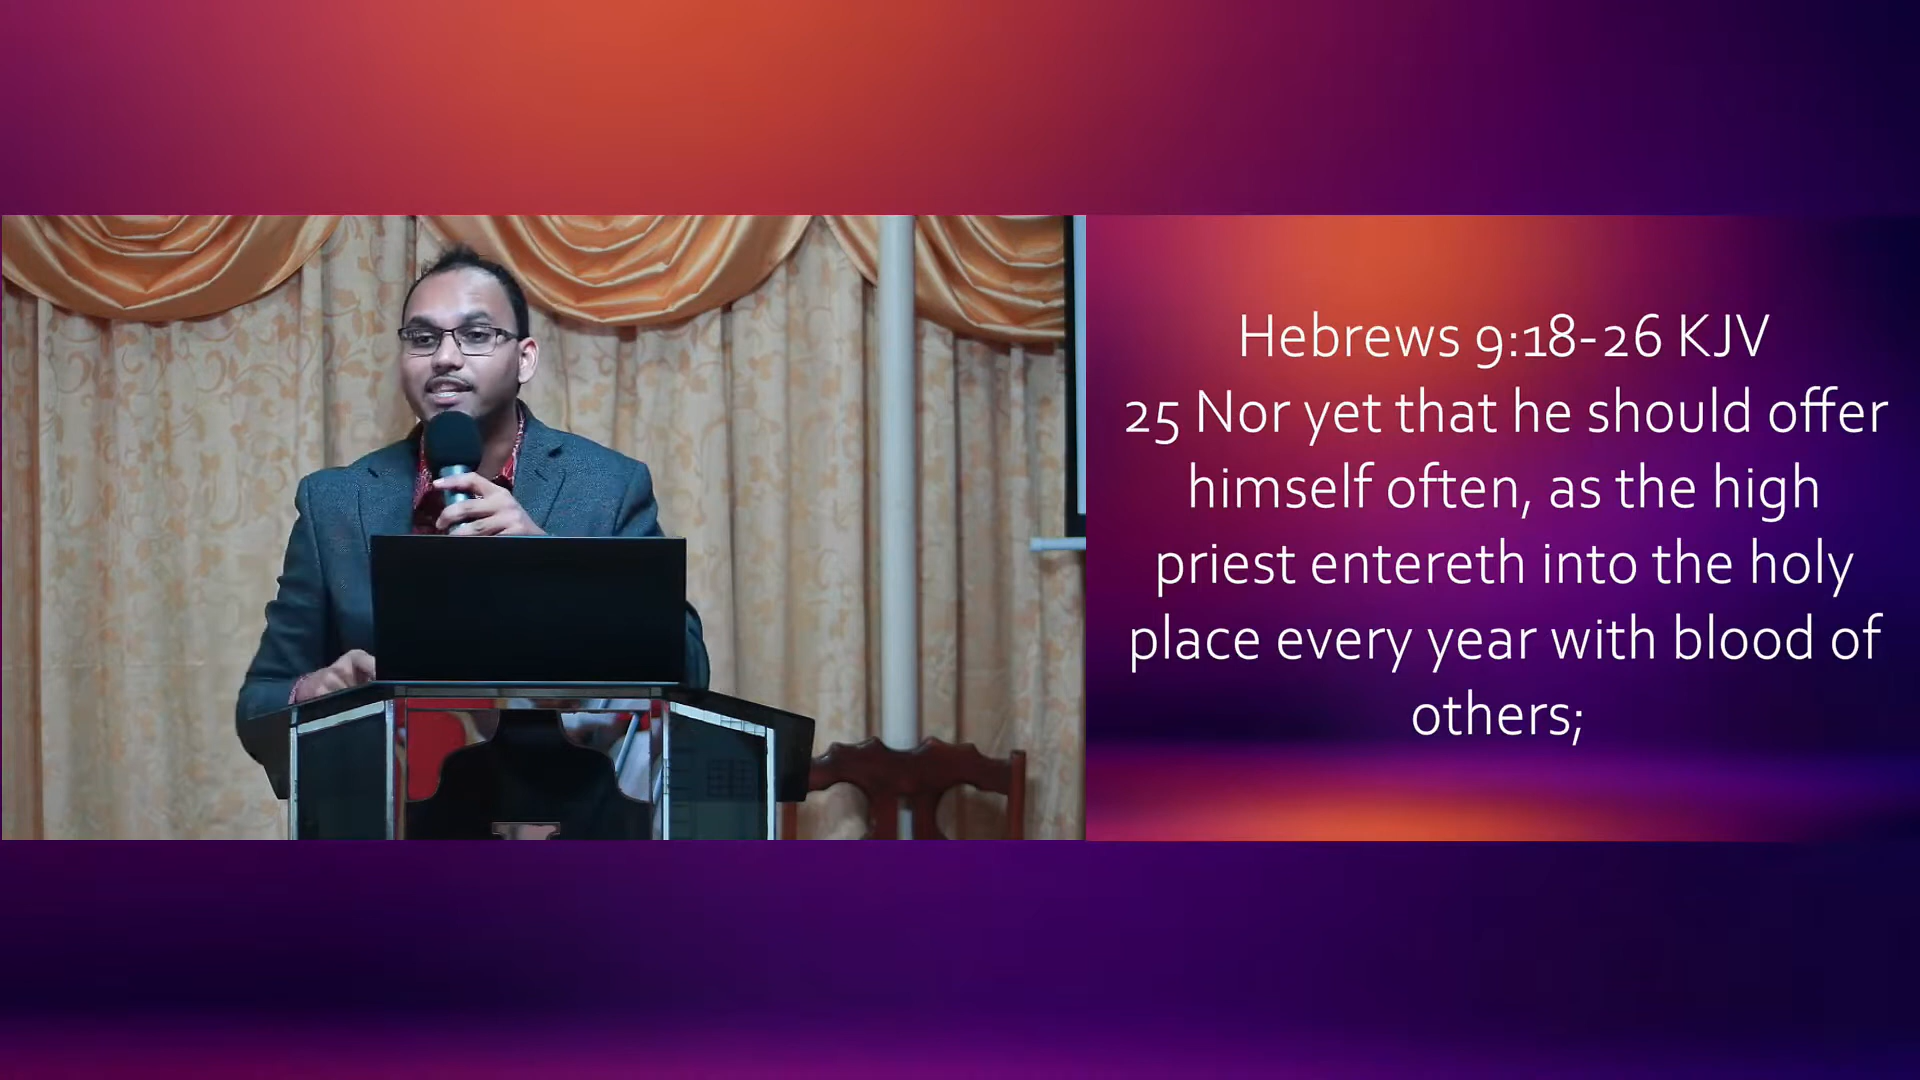 Hebrews 9:18-26 KJV
25 Nor yet that he should offer
himself often, as the high
priest entereth into the holy
place every year with blood of
others;